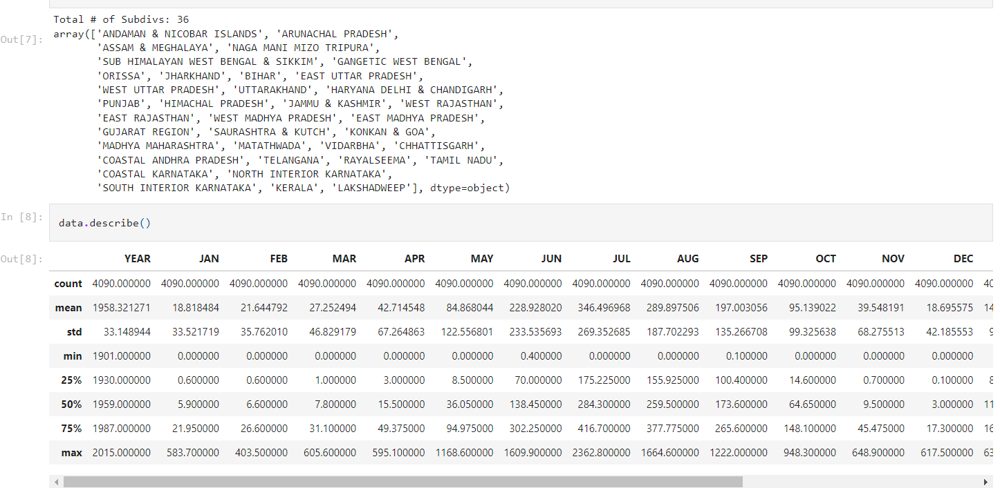 Total # of Subdivs: 36
Out[7]: array(['ANDAMAN & NICOBAR ISLANDS', 'ARUNACHAL PRADESH',
'ASSAM & MEGHALAYA', 'NAGA MANI MIZO TRIPURA',
'SUB HIMALAYAN WEST BENGAL & SIKKIM', 'GANGETIC WEST BENGAL',
'ORISSA', 'JHARKHAND', 'BIHAR', 'EAST UTTAR PRADESH',
'WEST UTTAR PRADESH', 'UTTARAKHAND', 'HARYANA DELHI & CHANDIGARH',
'PUNJAB', 'HIMACHAL PRADESH', 'JAMMU & KASHMIR', 'WEST RAJASTHAN',
'EAST RAJASTHAN', 'WEST MADHYA PRADESH', 'EAST MADHYA PRADESH',
'GUJARAT REGION', 'SAURASHTRA & KUTCH', 'KONKAN & GOA',
'MADHYA MAHARASHTRA', 'MATATHWADA', 'VIDARBHA', 'CHHATTISGARH',
'COASTAL ANDHRA PRADESH', 'TELANGANA', 'RAYALSEEMA', 'TAMIL NADU',
'COASTAL KARNATAKA', 'NORTH INTERIOR KARNATAKA',
'SOUTH INTERIOR KARNATAKA', 'KERALA', 'LAKSHADWEEP'], dtype=object)
In [8]: data.describe()
Out[8]: YEAR JAN FEB MAR APR MAY JUN JUL AUG SEP OCT NOV DEC
count 4090.000000 4090.000000 4090.000000 4090.000000 4090.000000 4090.000000 4090.000000 4090.000000 4090.000000 4090.000000 4090.000000 4090.000000 4090.000000 40
mean 1958.321271 18.818484 21.644792 27.252494 42.714548 84.868044 228.928020 346.496968 289.897506 197.003056 95.139022 39.548191 18.695575 14
std 33.148944 33.521719 35.762010 46.829179 67.264863 122.556801 233.535693 269.352685 187.702293 135.266708 99.325638 68.275513 42.185553 9
min 1901.000000 0.000000 0.000000 0.000000 0.000000 0.000000 0.400000 0.000000 0.000000 0.100000 0.000000 0.000000 0.000000
25% 1930.000000 0.600000 0.600000 1.000000 3.000000 8.500000 70.000000 175.225000 155.925000 100.400000 14.600000 0.700000 0.100000 8
50% 1959.000000 5.900000 6.600000 7.800000 15.500000 36.050000 138.450000 284.300000 259.500000 173.600000 64.650000 9.500000 3.000000 11
75% 1987.000000 21.950000 26.600000 31.100000 49.375000 94.975000 302.250000 416.700000 377.775000 265.600000 148.100000 45.475000 17.300000 16
max 2015.000000 583.700000 403.500000 605.600000 595.100000 1168.600000 1609.900000 2362.800000 1664.600000 1222.000000 948.300000 648.900000 617.500000 63